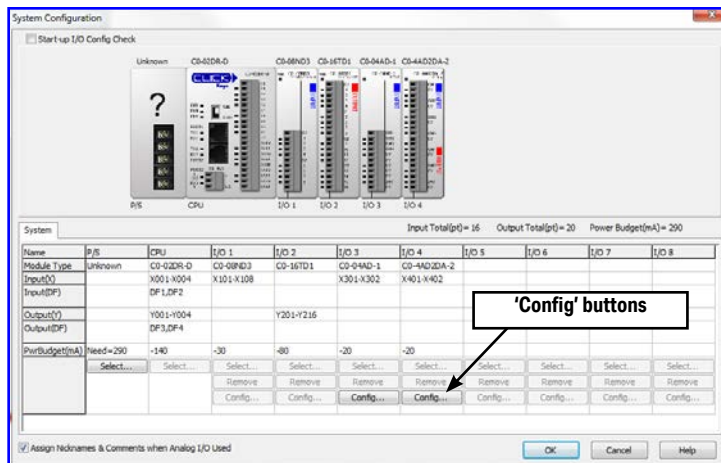 System Configuration
Start-up I/O Config Check
Unknown C0-02DR-D C0-08ND3 C0-16TD1 C0-04AD-1 C0-4AD2DA-2
CLICK
?
P/S CPU I/O 1 I/O 2 I/O 3 I/O 4
System Input Total(pt)= 16 Output Total(pt)= 20 Power Budget(mA)= 290
Name P/S CPU I/O 1 I/O 2 I/O 3 I/O 4 I/O 5 I/O 6 I/O 7 I/O 8
Module Type Unknown C0-02DR-D C0-08ND3 C0-16TD1 C0-04AD-1 C0-4AD2DA-2
Input(X) X001-X004 X101-X108 X301-X302 X401-X402
Input(DF) DF1,DF2
'Config' buttons
Output(Y) Y001-Y004 Y201-Y216
Output(DF) DF3,DF4
PwrBudget(mA) Need=290 -140 -30 -80 -20 -20
Select... Select... Select... Select... Select... Select... Select... Select... Select... Select...
Remove Remove Remove Remove Remove Remove Remove Remove
Config... Config... Config... Config... Config... Config... Config... Config...
Assign Nicknames & Comments when Analog I/O Used OK Cancel Help